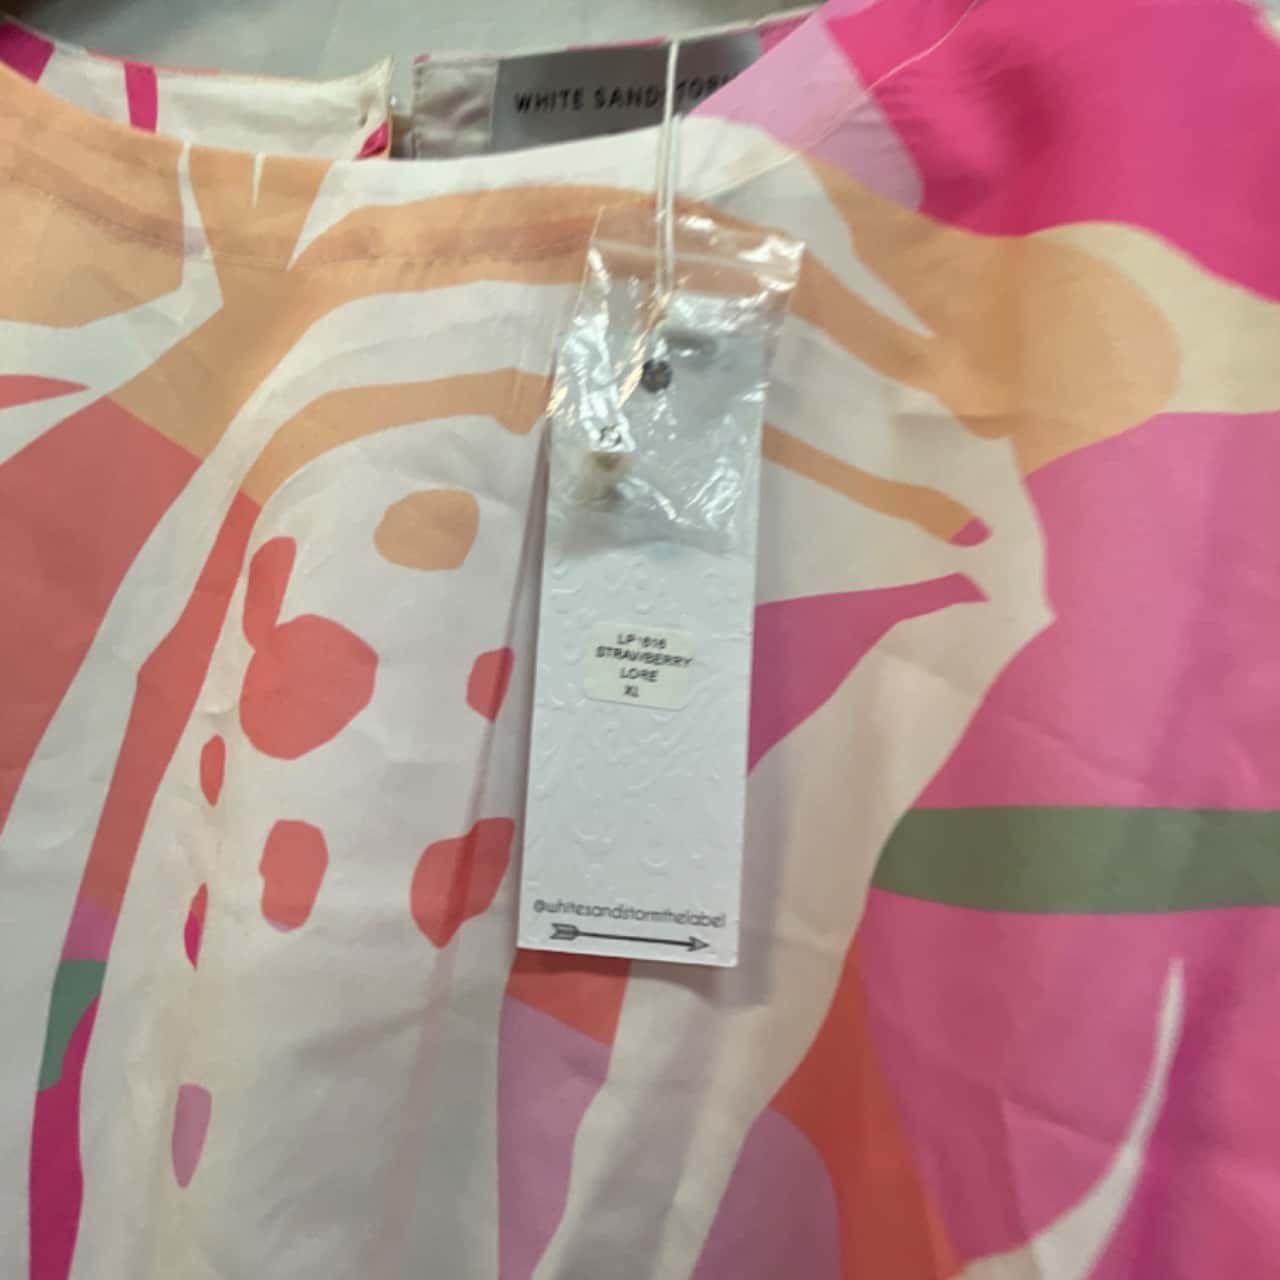 WHITE SANDSTORM
LP 1616
STRAWBERRY
LORE
XL
@whitesandstormthelabel